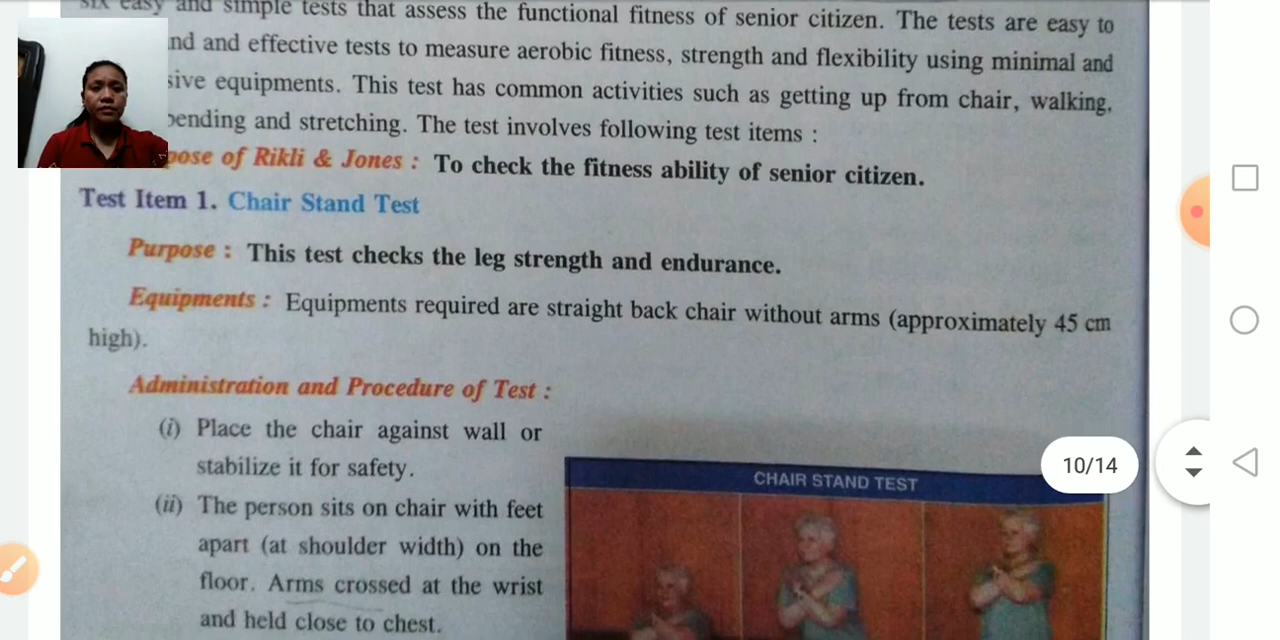 six easy and simple tests that assess the functional fitness of senior citizen. The tests are easy to
and effective tests to measure aerobic fitness, strength and flexibility using minimal and
equipments. This test has common activities such as getting up from chair, walking,
bending and stretching. The test involves following test items :
of Rikli & Jones : To check the fitness ability of senior citizen.
Test Item 1. Chair Stand Test
Purpose : This test checks the leg strength and endurance.
Equipments : Equipments required are straight back chair without arms (approximately 45 cm
high).
Administration and Procedure of Test :
(i) Place the chair against wall or
stabilize it for safety.
(ii) The person sits on chair with feet
apart (at shoulder width) on the
floor. Arms crossed at the wrist
and held close to chest.
CHAIR STAND TEST
10/14